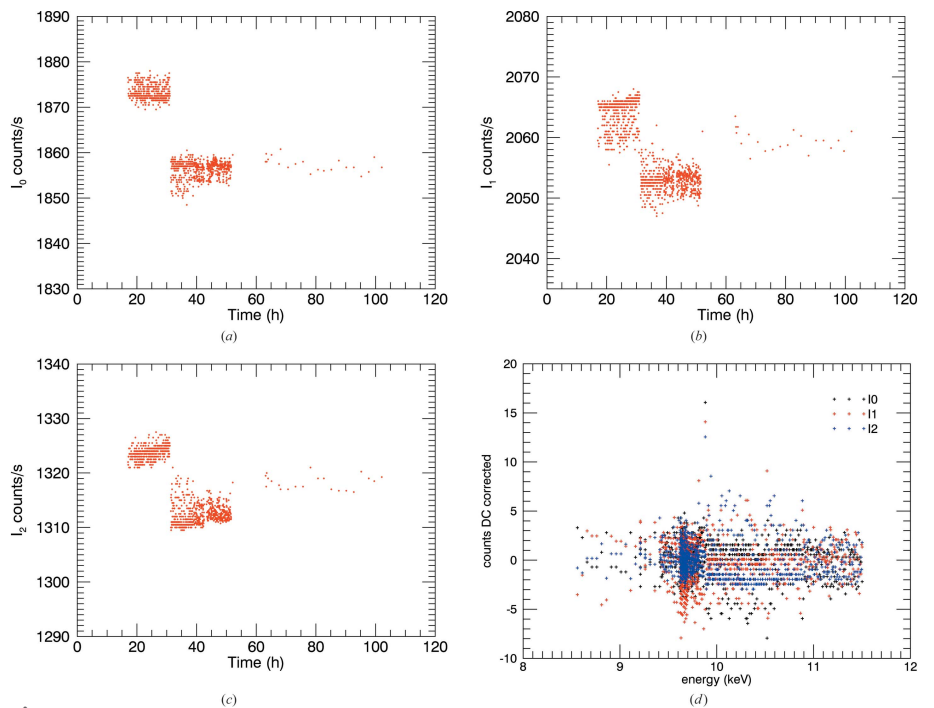 1890
1880
1870
1860
1850
1840
1830
I0 counts/s
0 20 40 60 80 100 120
Time (h)
(a)
2080
2070
2060
2050
2040
I1 counts/s
0 20 40 60 80 100 120
Time (h)
(b)
1340
1330
1320
1310
1300
1290
I2 counts/s
0 20 40 60 80 100 120
Time (h)
(c)
20
15
10
5
0
-5
-10
counts DC corrected
I0
I1
I2
8 9 10 11 12
energy (keV)
(d)